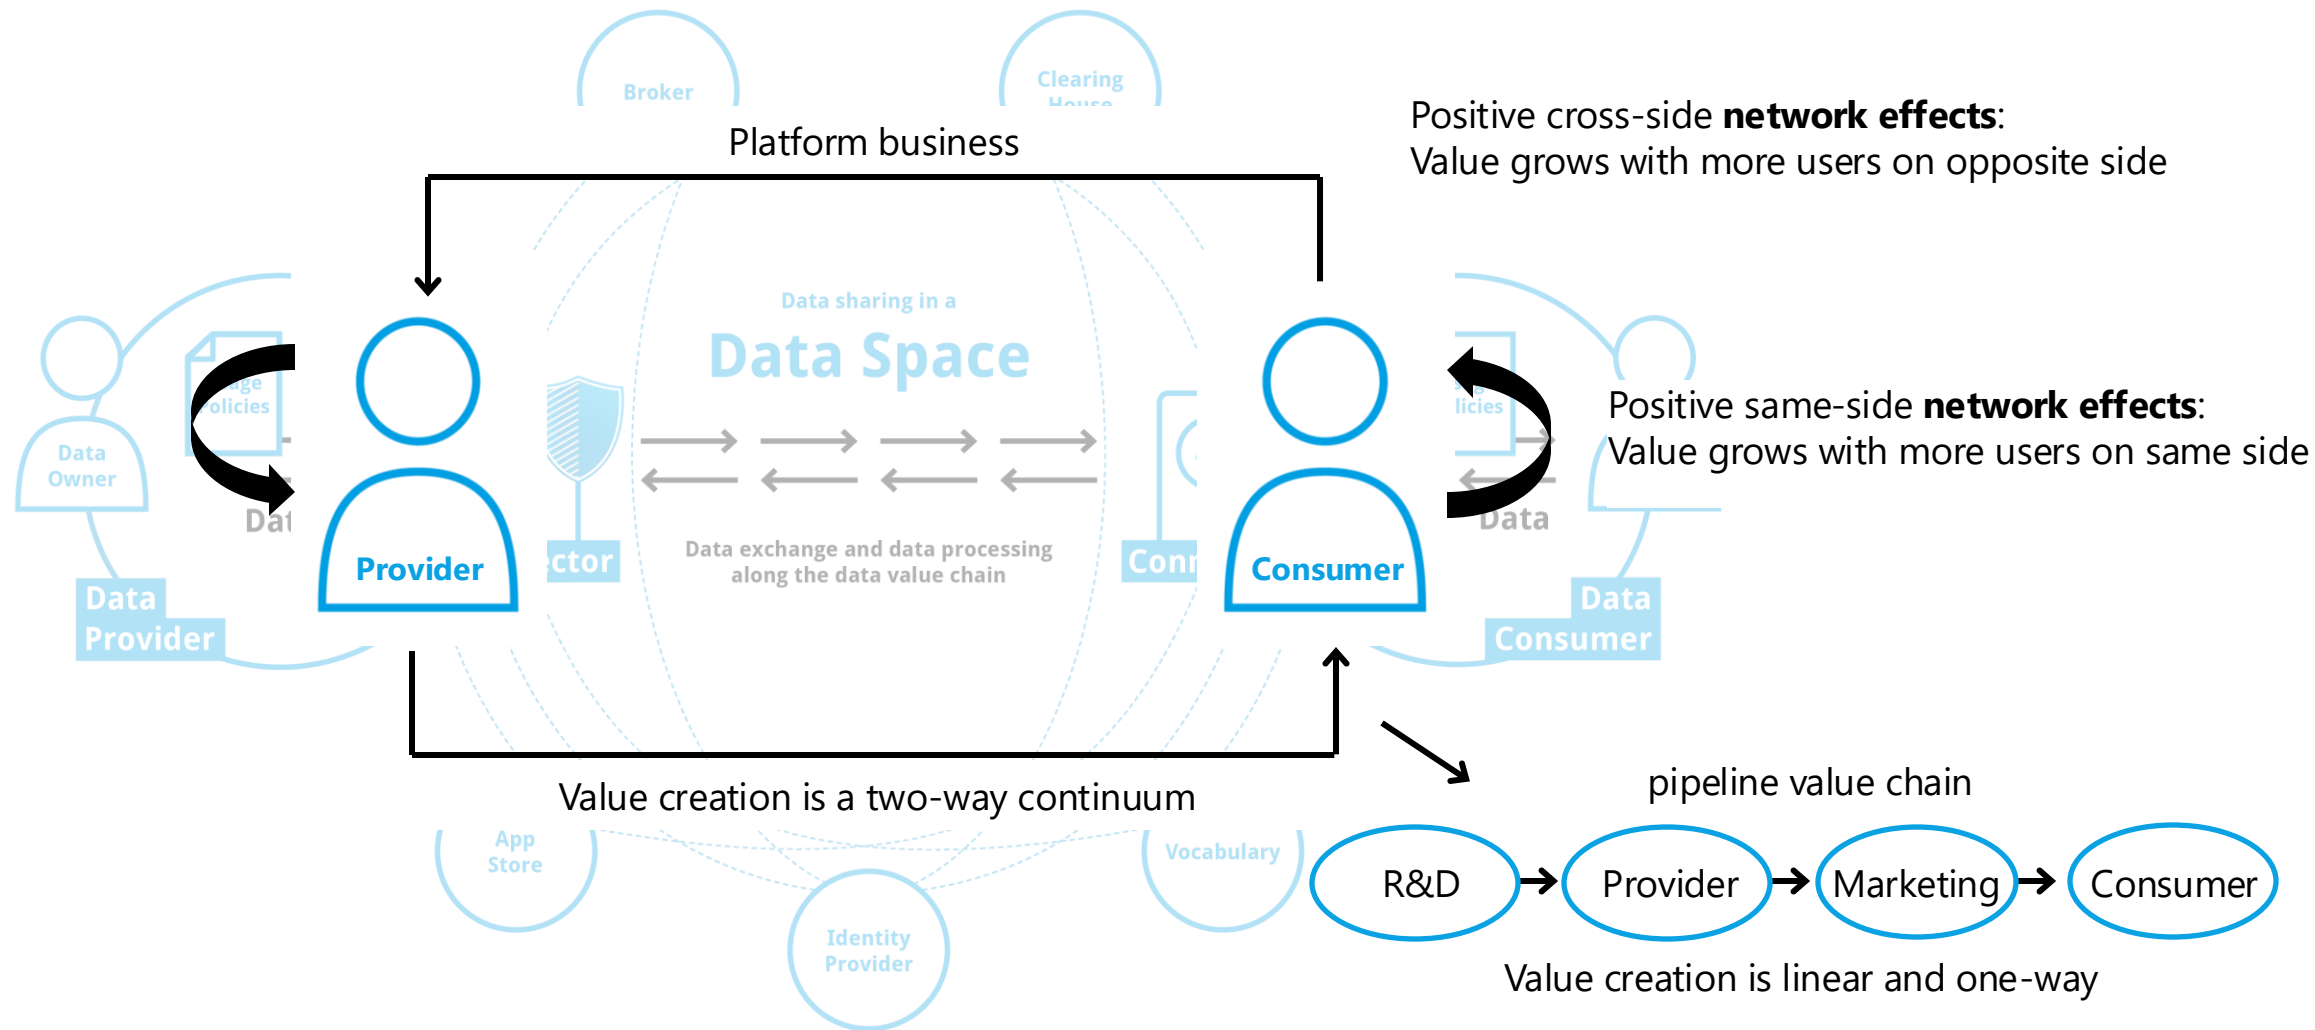 Broker
Clearing
House
Platform business
Positive cross-side network effects:
Value grows with more users on opposite side
Data sharing in a
Data Space
Policies
Data
Owner
Positive same-side network effects:
Value grows with more users on same side
Data
Data exchange and data processing
along the data value chain
Provider
Consumer
Data
Provider
Data
Consumer
Value creation is a two-way continuum
pipeline value chain
App
Store
Vocabulary
R&D
Provider
Marketing
Consumer
Identity
Provider
Value creation is linear and one-way